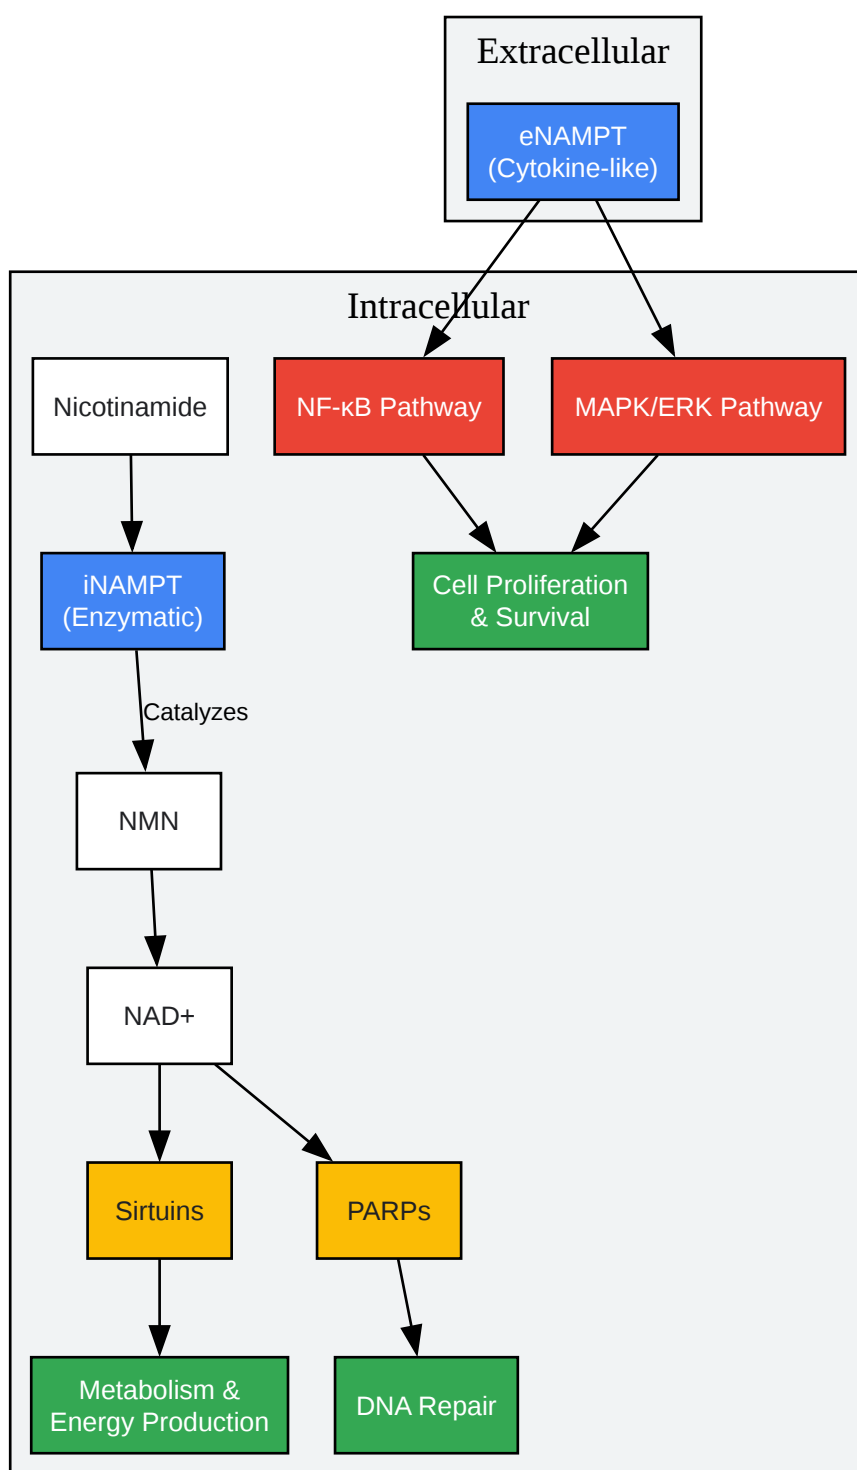 Extracellular
eNAMPT
(Cytokine-like)
Intracellular
Nicotinamide
NF-κB Pathway
MAPK/ERK Pathway
iNAMPT
(Enzymatic)
Cell Proliferation
& Survival
Catalyzes
NMN
NAD+
Sirtuins
PARPs
Metabolism &
Energy Production
DNA Repair